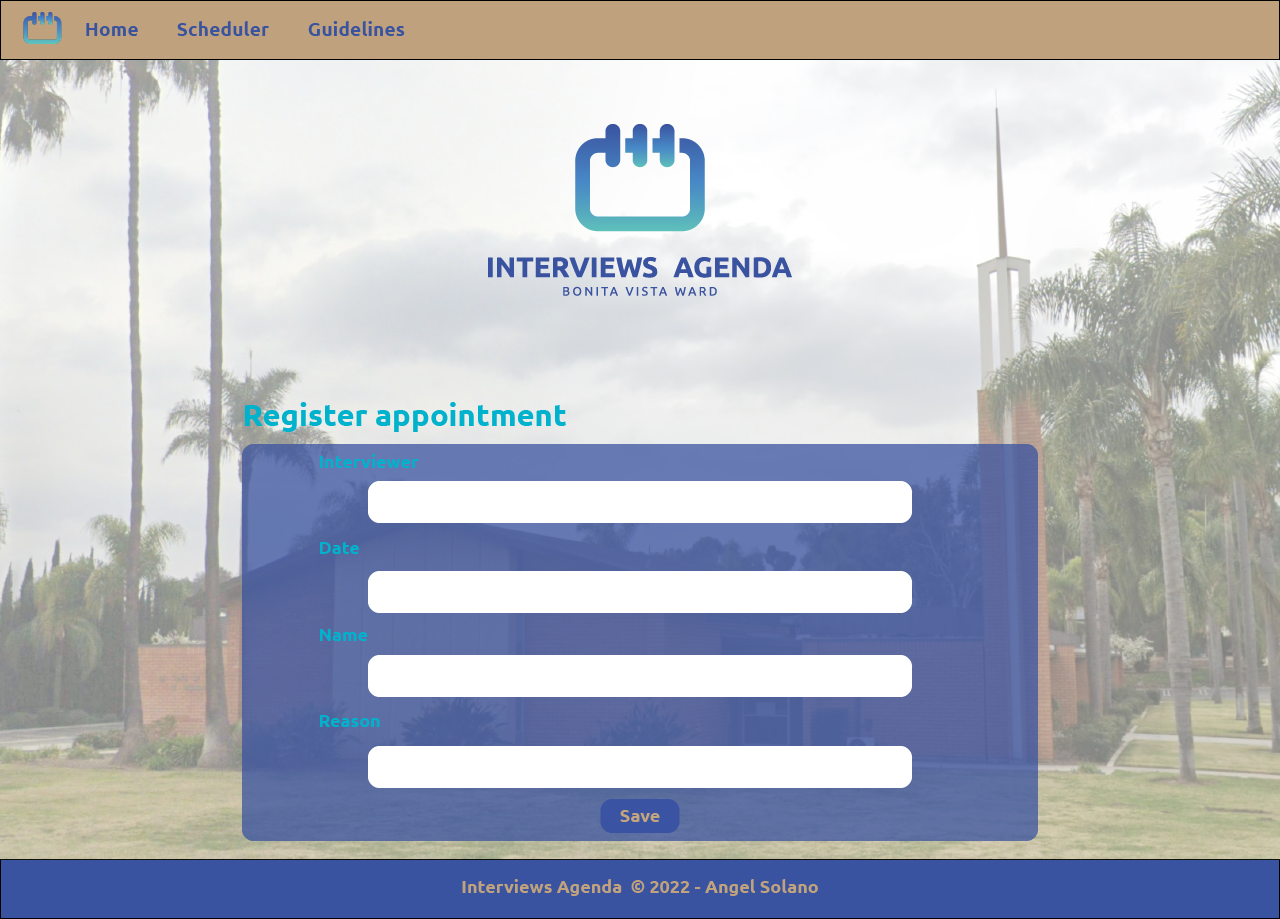 Home Scheduler Guidelines
INTERVIEWS AGENDA
BONITA VISTA WARD
Register appointment
Interviewer
Date
Name
Reason
Save
Interviews Agenda © 2022 - Angel Solano